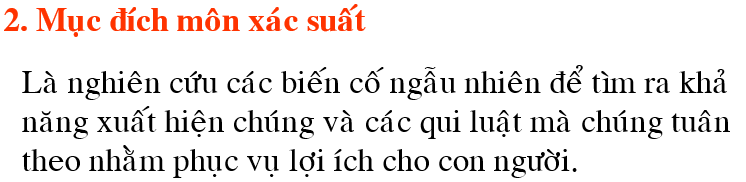 2. Mục đích môn xác suất
Là nghiên cứu các biến cố ngẫu nhiên để tìm ra khả
năng xuất hiện chúng và các qui luật mà chúng tuân
theo nhằm phục vụ lợi ích cho con người.